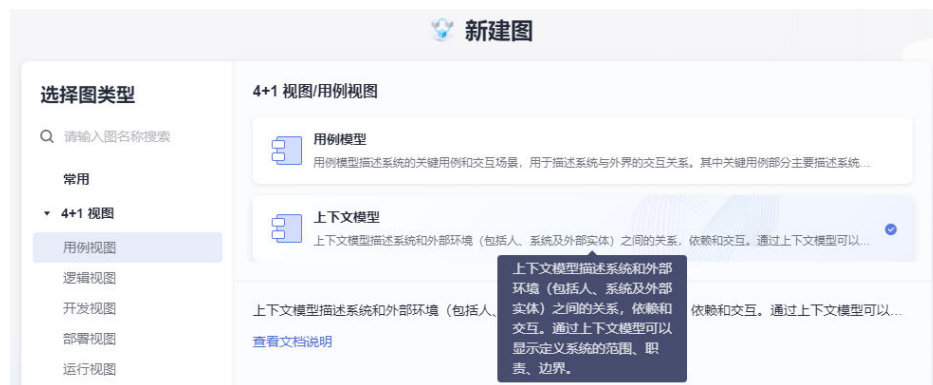 新建图
选择图类型
请输入图名称搜索
常用
4+1 视图
用例视图
逻辑视图
开发视图
部署视图
运行视图
4+1 视图/用例视图
用例模型
用例模型描述系统的关键用例和交互场景，用于描述系统与外界的交互关系。其中关键用例部分主要描述系统...
上下文模型
上下文模型描述系统和外部环境（包括人、系统及外部实体）之间的关系，依赖和交互。通过上下文模型可以...
上下文模型描述系统和外部
环境（包括人、系统及外部
实体）之间的关系，依赖和
交互。通过上下文模型可以
显示定义系统的范围、职
责、边界。
上下文模型描述系统和外部环境（包括人、 依赖和交互。通过上下文模型可以...
查看文档说明